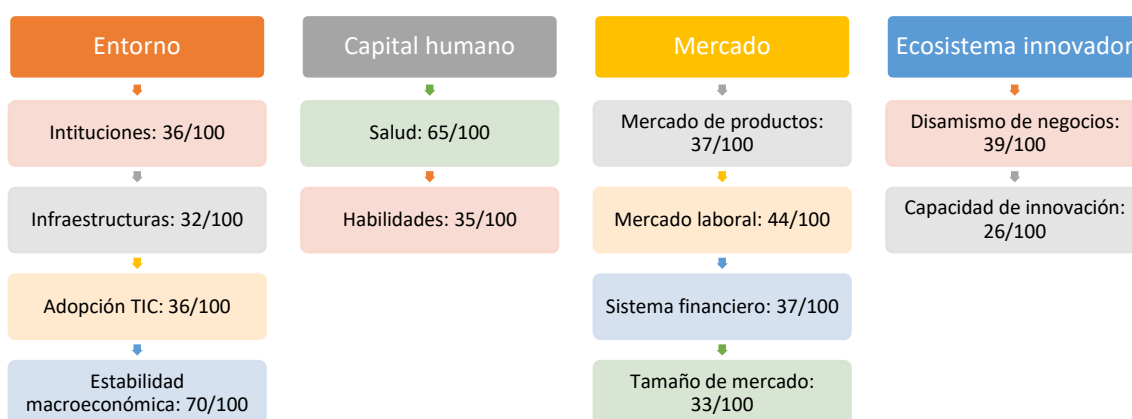 Entorno
Intituciones: 36/100
Infraestructuras: 32/100
Adopción TIC: 36/100
Estabilidad
macroeconómica: 70/100
Capital humano
Salud: 65/100
Habilidades: 35/100
Mercado
Mercado de productos:
37/100
Mercado laboral: 44/100
Sistema financiero: 37/100
Tamaño de mercado:
33/100
Ecosistema innovador
Disamismo de negocios:
39/100
Capacidad de innovación:
26/100